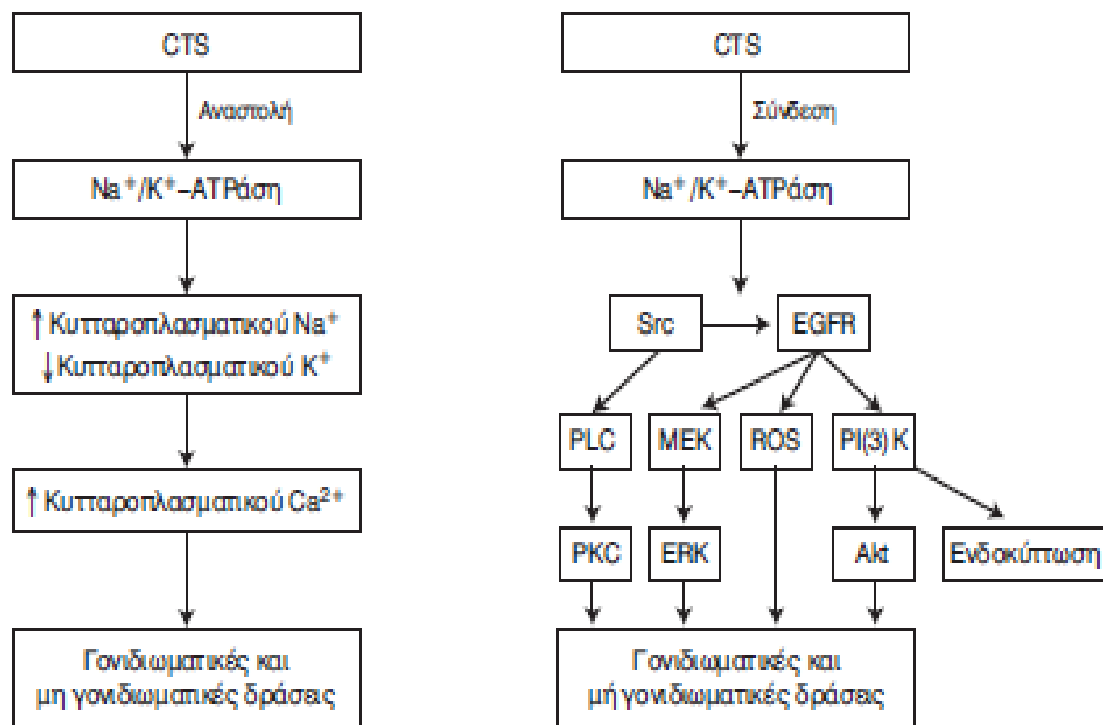 CTS
Αναστολή
Na⁺/K⁺–ATPάση
↑ Κυτταροπλασματικού Na⁺
↓ Κυτταροπλασματικού K⁺
↑ Κυτταροπλασματικού Ca²⁺
Γονιδιωματικές και
μη γονιδιωματικές δράσεις
CTS
Σύνδεση
Na⁺/K⁺–ATPάση
Src
EGFR
PLC
MEK
ROS
PI(3)K
PKC
ERK
Akt
Ενδοκύττωση
Γονιδιωματικές και
μή γονιδιωματικές δράσεις